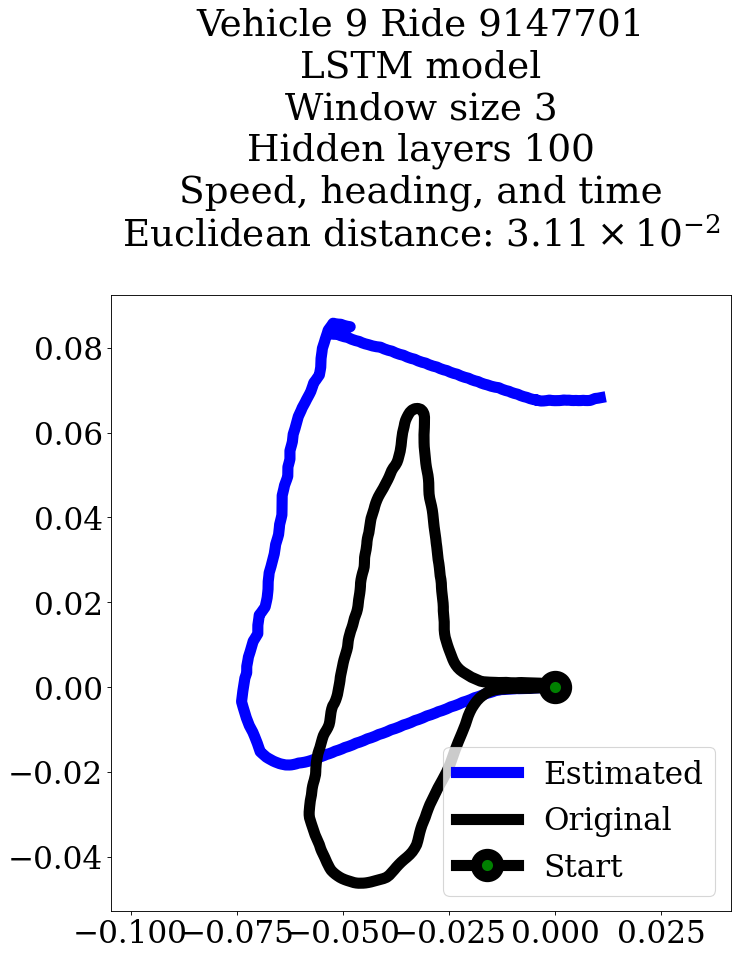 Vehicle 9 Ride 9147701
LSTM model
Window size 3
Hidden layers 100
Speed, heading, and time
Euclidean distance: 3.11 × 10⁻²
0.08
0.06
0.04
0.02
0.00
−0.02
−0.04
Estimated
Original
Start
−0.100 −0.075 −0.050 −0.025 0.000 0.025